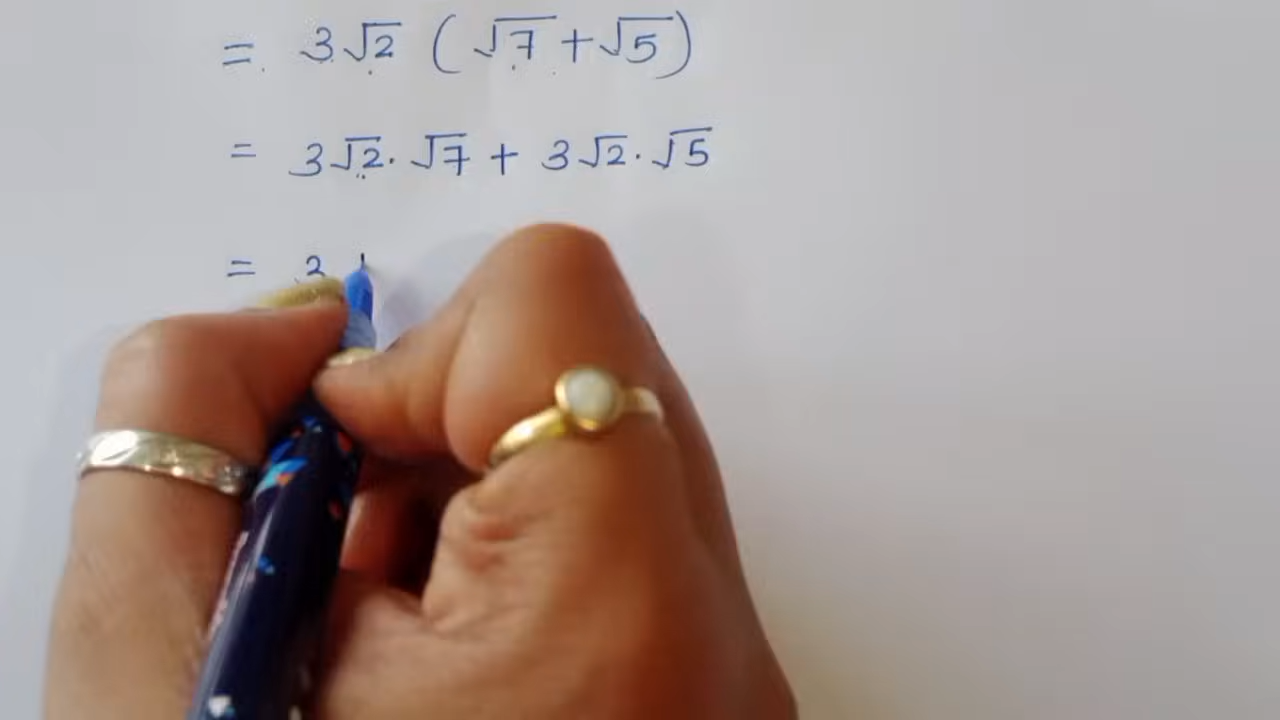 = 3√2 (√7 + √5)
= 3√2 . √7 + 3√2 . √5
= 3